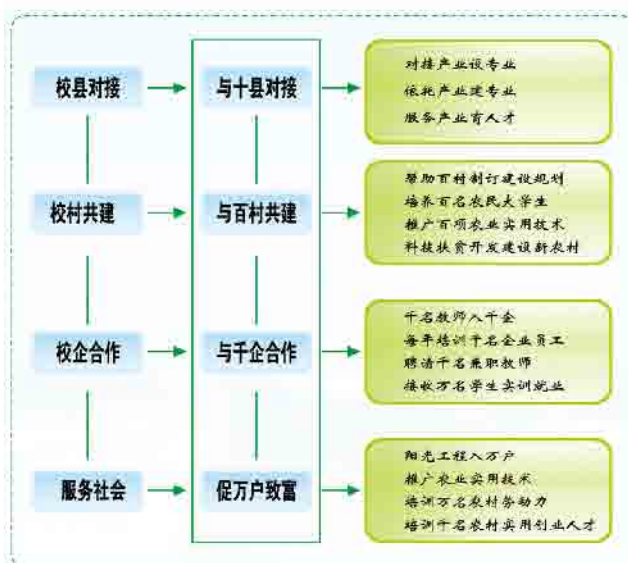 校县对接
与十县对接
对接产业设专业
依托产业建专业
服务产业育人才
校村共建
与百村共建
帮助百村制订建设规划
培养百名农民大学生
推广百项农业实用技术
科技扶贫开发建设新农村
校企合作
与千企合作
千名教师入千企
每年培训千名企业员工
聘请千名兼职教师
接收万名学生实训就业
服务社会
促万户致富
阳光工程入万户
推广农业实用技术
培训万名农村劳动力
培训千名农村实用创业人才